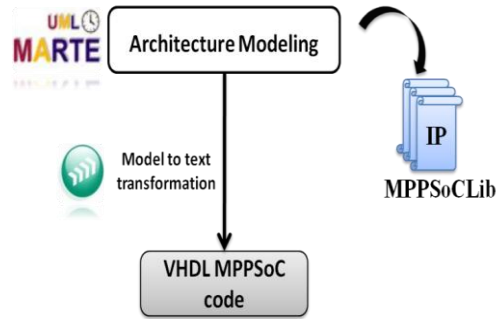 UML
MARTE
Architecture Modeling
IP
MPPSoCLib
Model to text
transformation
VHDL MPPSoC
code